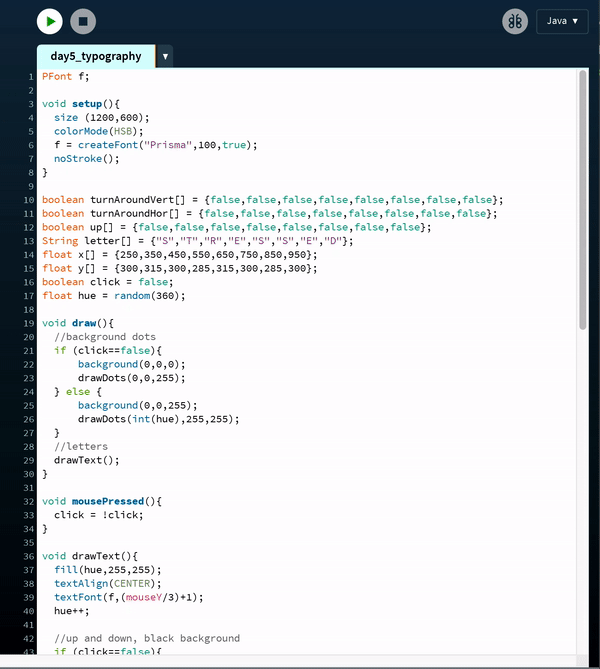 Java ▼
day5_typography ▼
1 PFont f;
2
3 void setup(){
4   size (1200,600);
5   colorMode(HSB);
6   f = createFont("Prisma",100,true);
7   noStroke();
8 }
9
10 boolean turnAroundVert[] = {false,false,false,false,false,false,false,false};
11 boolean turnAroundHor[] = {false,false,false,false,false,false,false,false};
12 boolean up[] = {false,false,false,false,false,false,false,false};
13 String letter[] = {"S","T","R","E","S","S","E","D"};
14 float x[] = {250,350,450,550,650,750,850,950};
15 float y[] = {300,315,300,285,315,300,285,300};
16 boolean click = false;
17 float hue = random(360);
18
19 void draw(){
20   //background dots
21   if (click==false){
22       background(0,0,0);
23       drawDots(0,0,255);
24   } else {
25       background(0,0,255);
26       drawDots(int(hue),255,255);
27   }
28   //letters
29   drawText();
30 }
31
32 void mousePressed(){
33   click = !click;
34 }
35
36 void drawText(){
37   fill(hue,255,255);
38   textAlign(CENTER);
39   textFont(f,(mouseY/3)+1);
40   hue++;
41
42   //up and down, black background
43   if (click==false){